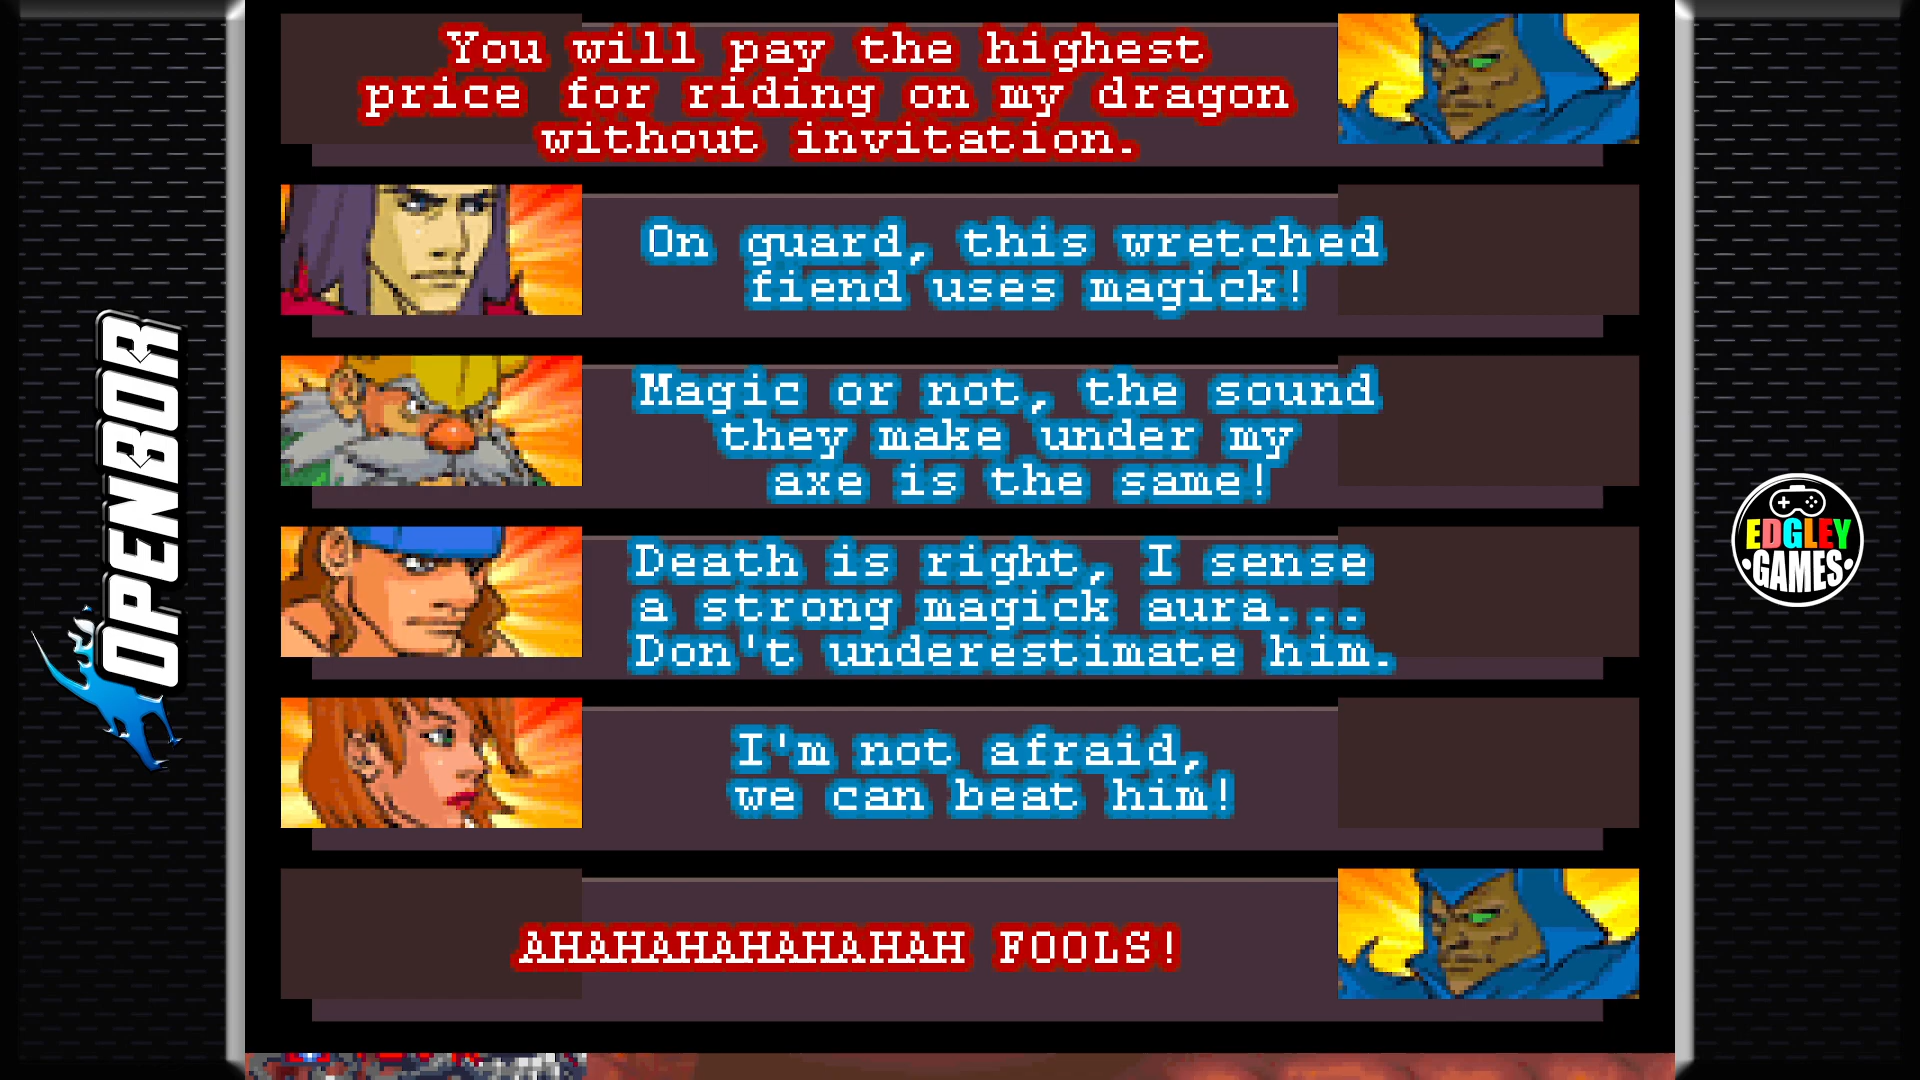 You will pay the highest
price for riding on my dragon
without invitation.
On guard, this wretched
fiend uses magick!
Magic or not, the sound
they make under my
axe is the same!
Death is right, I sense
a strong magick aura...
Don't underestimate him.
I'm not afraid,
we can beat him!
AHAHAHAHAHAHAH FOOLS!
OPENBOR
EDGLEY
GAMES